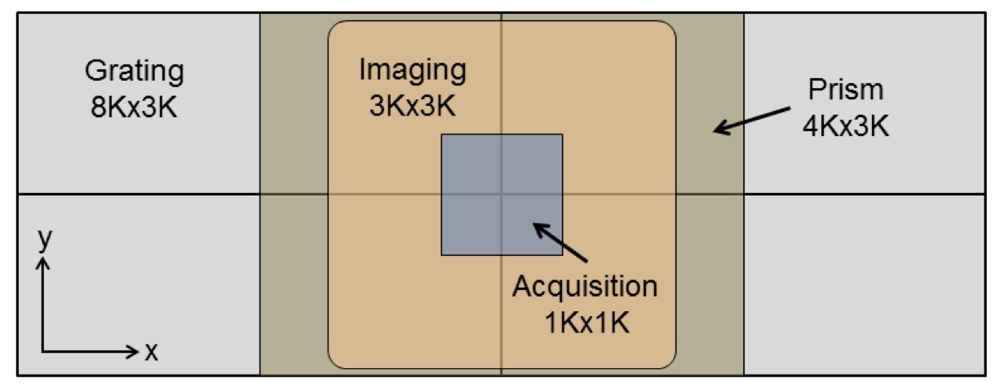 Grating
8Kx3K
Imaging
3Kx3K
Prism
4Kx3K
Acquisition
1Kx1K
y
x